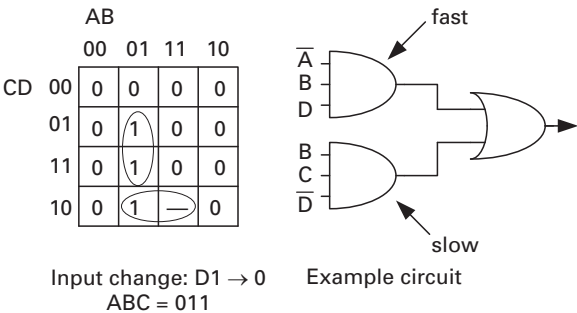 AB
00 01 11 10
CD 00 0 0 0 0
01 0 1 0 0
11 0 1 0 0
10 0 1 — 0
fast
A̅
B
D
B
C
D̅
slow
Input change: D1 → 0
ABC = 011
Example circuit